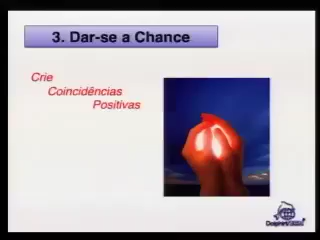 3. Dar-se a Chance
Crie
Coincidências
Positivas